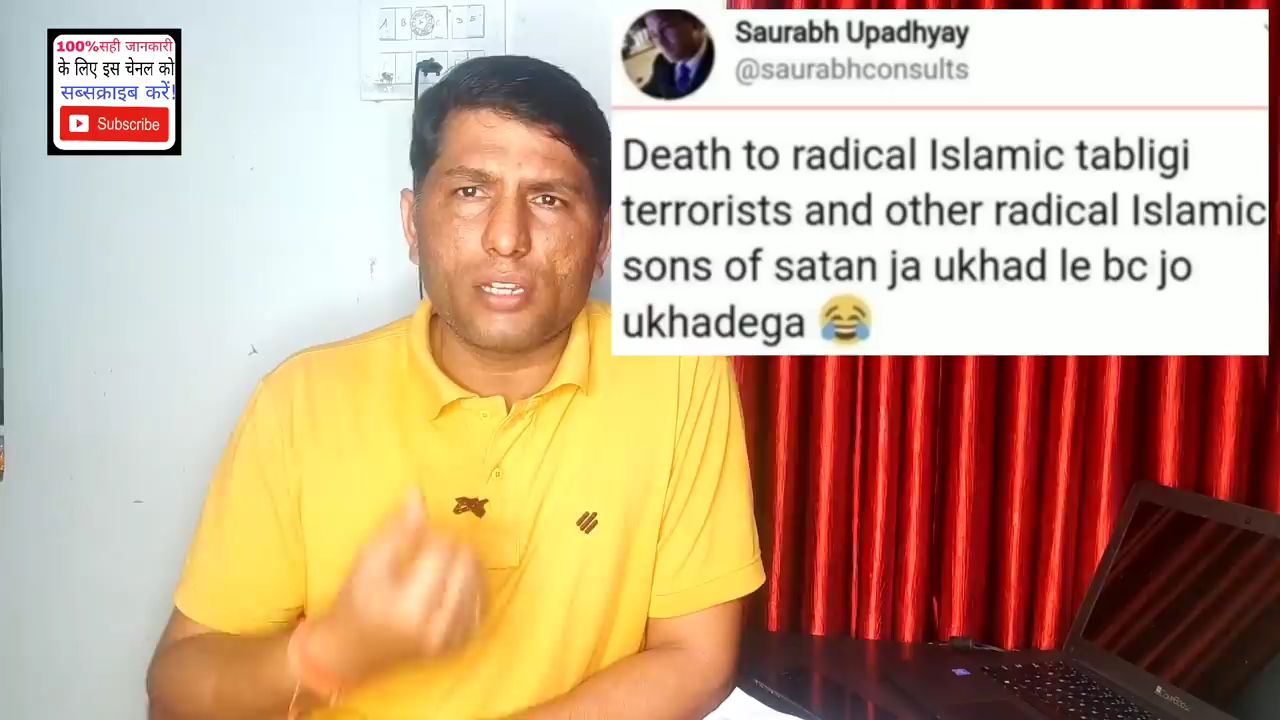 100%सही जानकारी
के लिए इस चेनल को
सब्सक्राइब करें!
Subscribe
Saurabh Upadhyay
@saurabhconsults
Death to radical Islamic tabligi
terrorists and other radical Islamic
sons of satan ja ukhad le bc jo
ukhadega 😂